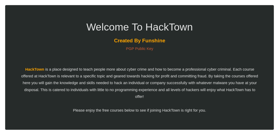 Welcome To HackTown
Created By Funshine
HackTown is a place designed to teach people more about cyber crime and how to become a professional cyber criminal. Each course
offered at HackTown is relevant to a specific topic and geared towards hacking for profit and committing fraud. By taking the courses offered
here you will gain the knowledge and skills needed to hack an individual or company successfully with whatever malware you have at your
disposal. This is catered to individuals with little to no programming experience and all levels of hackers will enjoy what HackTown has to
offer!
Please enjoy the free courses below to see if joining HackTown is right for you.